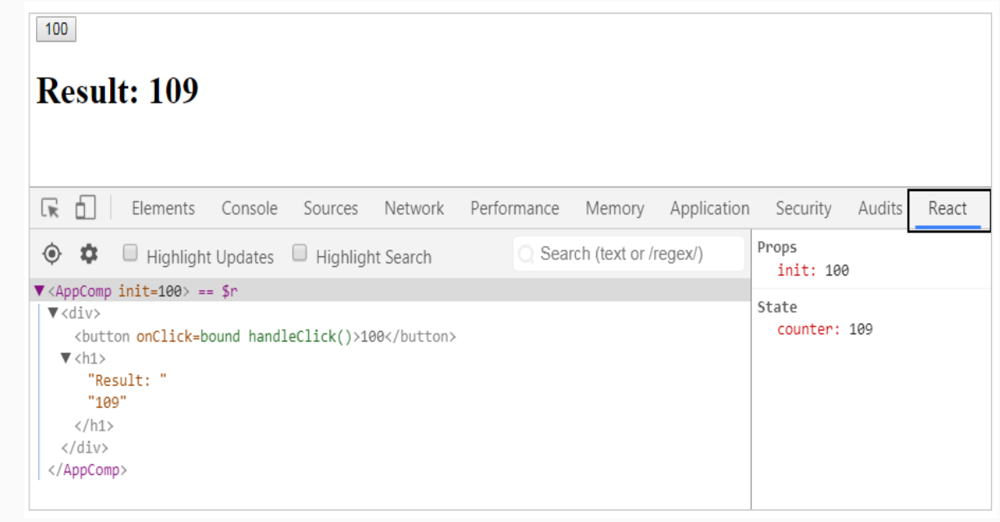 100
Result: 109
Elements Console Sources Network Performance Memory Application Security Audits React
Highlight Updates Highlight Search Search (text or /regex/)
<AppComp init=100> == $r
<div>
<button onClick=bound handleClick()>100</button>
<h1>
"Result: "
"109"
</h1>
</div>
</AppComp>
Props
init: 100
State
counter: 109